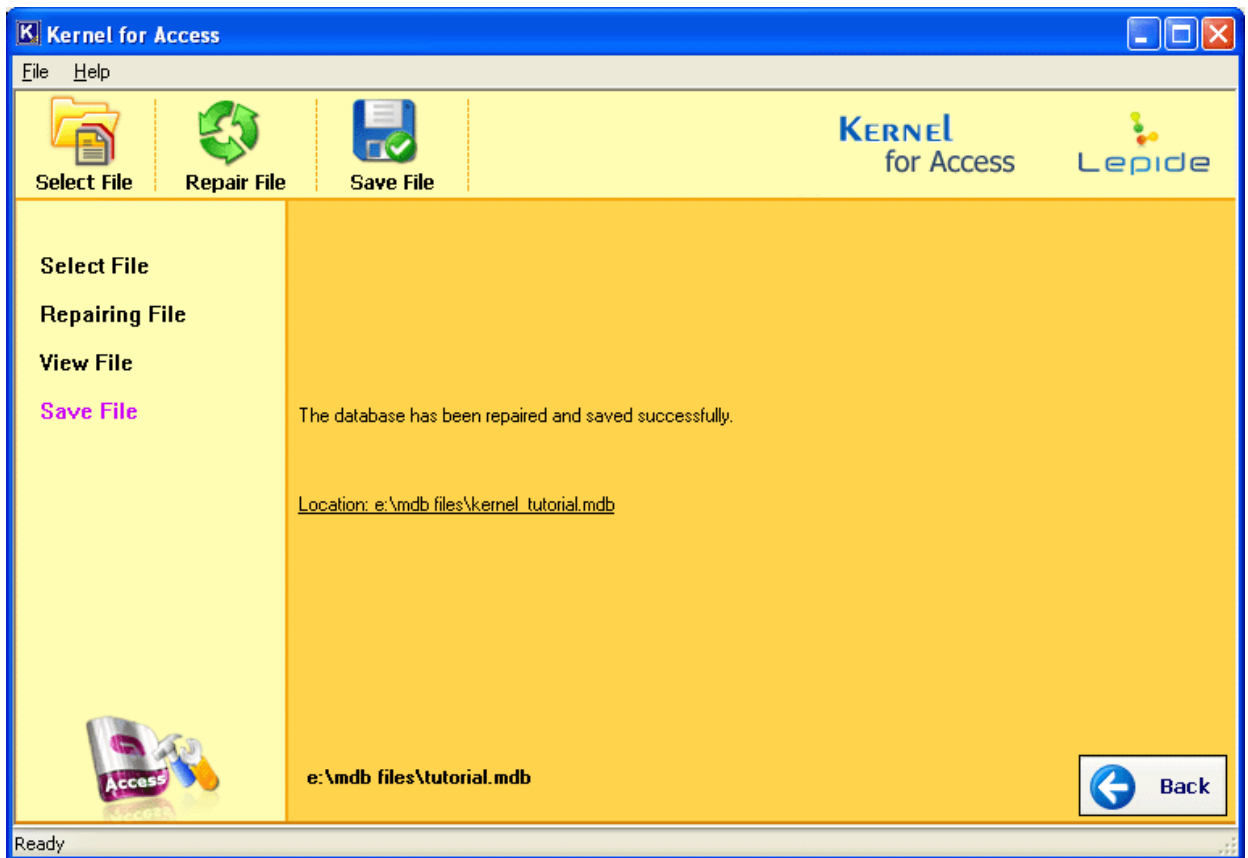 Kernel for Access
File Help
Select File Repair File Save File
KERNEl
for Access
Lepide
Select File
Repairing File
View File
Save File
The database has been repaired and saved successfully.
Location: e:\mdb files\kernel_tutorial.mdb
Access
e:\mdb files\tutorial.mdb
Back
Ready